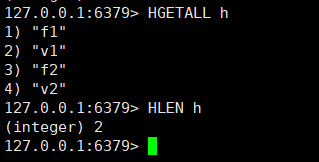 127.0.0.1:6379> HGETALL h
1) "f1"
2) "v1"
3) "f2"
4) "v2"
127.0.0.1:6379> HLEN h
(integer) 2
127.0.0.1:6379>